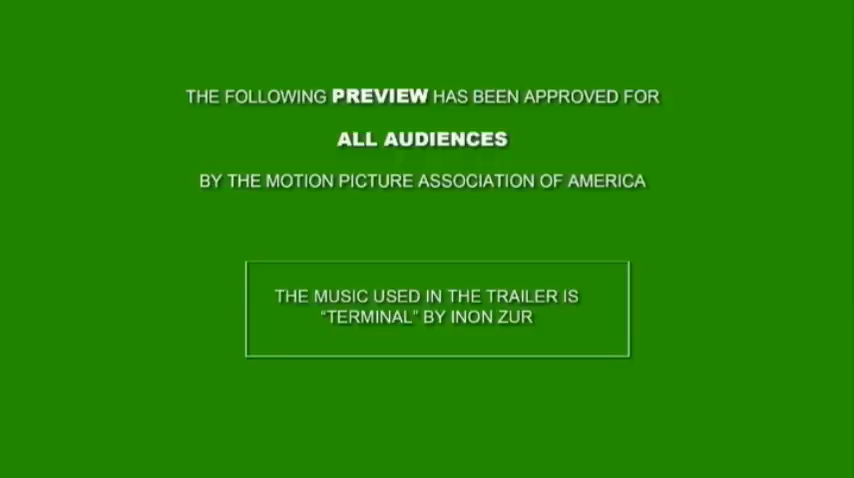 THE FOLLOWING PREVIEW HAS BEEN APPROVED FOR
ALL AUDIENCES
BY THE MOTION PICTURE ASSOCIATION OF AMERICA
THE MUSIC USED IN THE TRAILER IS
“TERMINAL” BY INON ZUR